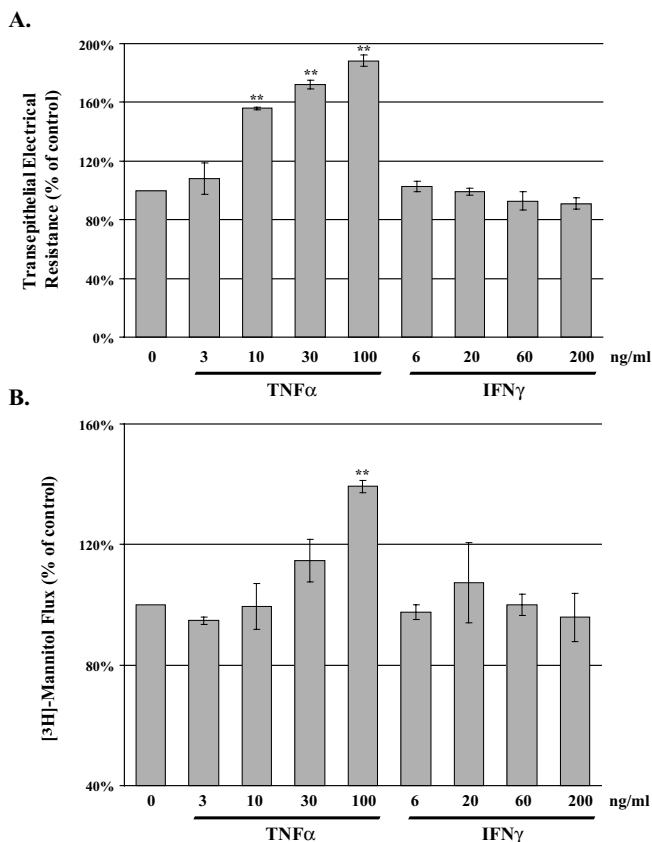 A.
Transepithelial Electrical
Resistance (% of control)
200%
160%
120%
80%
40%
0%
** ** **
0 3 10 30 100 6 20 60 200 ng/ml
TNFα IFNγ
B.
[3H]-Mannitol Flux (% of control)
160%
120%
80%
40%
**
0 3 10 30 100 6 20 60 200 ng/ml
TNFα IFNγ